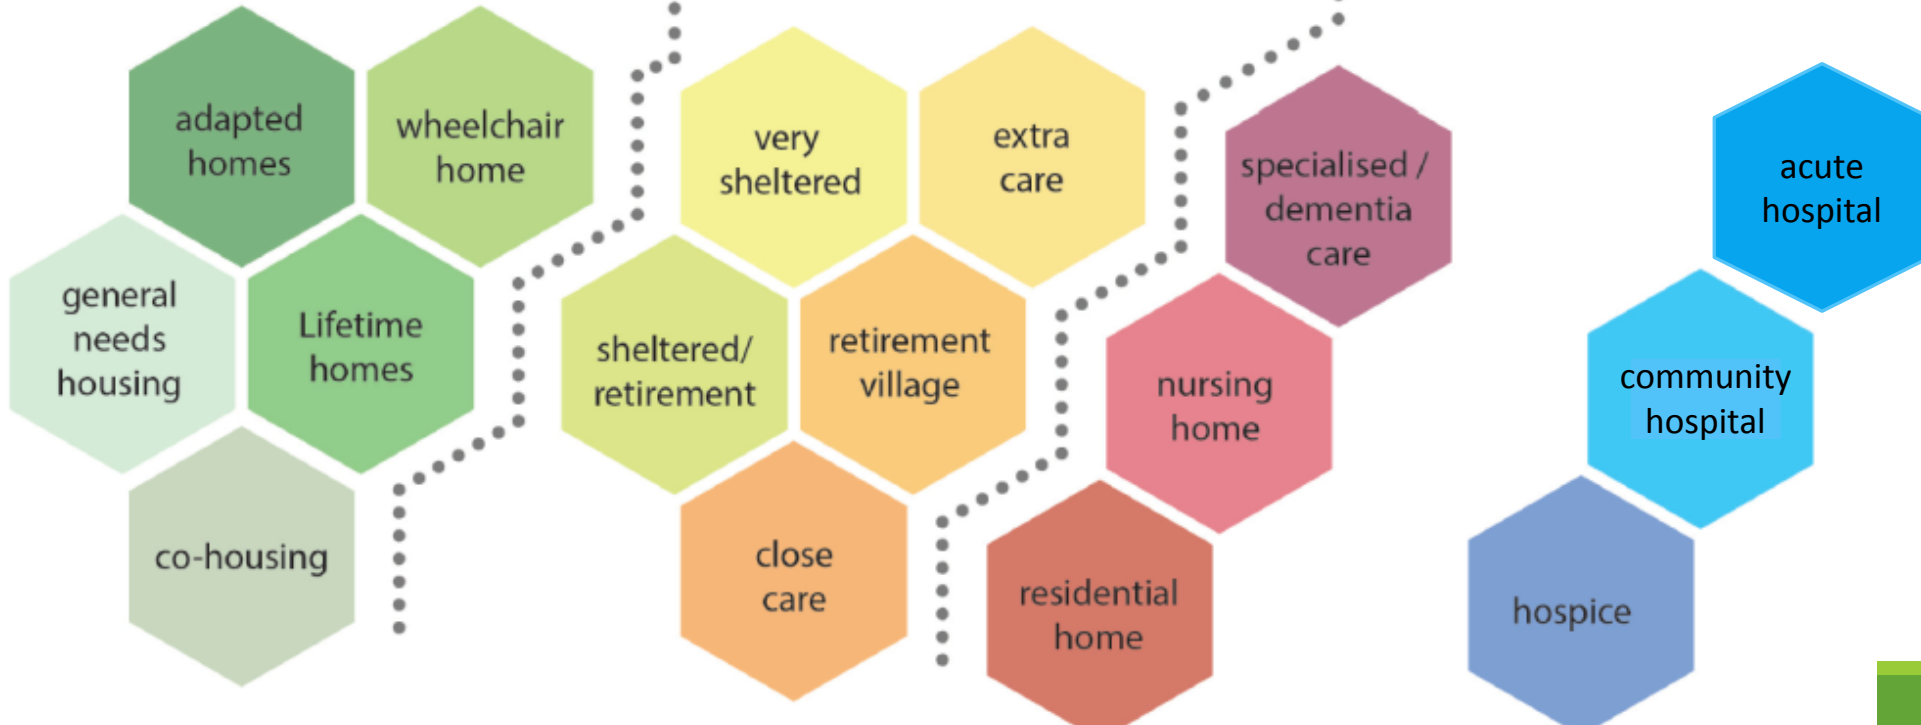 adapted
homes
wheelchair
home
general
needs
housing
Lifetime
homes
co-housing
very
sheltered
extra
care
sheltered/
retirement
retirement
village
close
care
specialised /
dementia
care
nursing
home
residential
home
acute
hospital
community
hospital
hospice